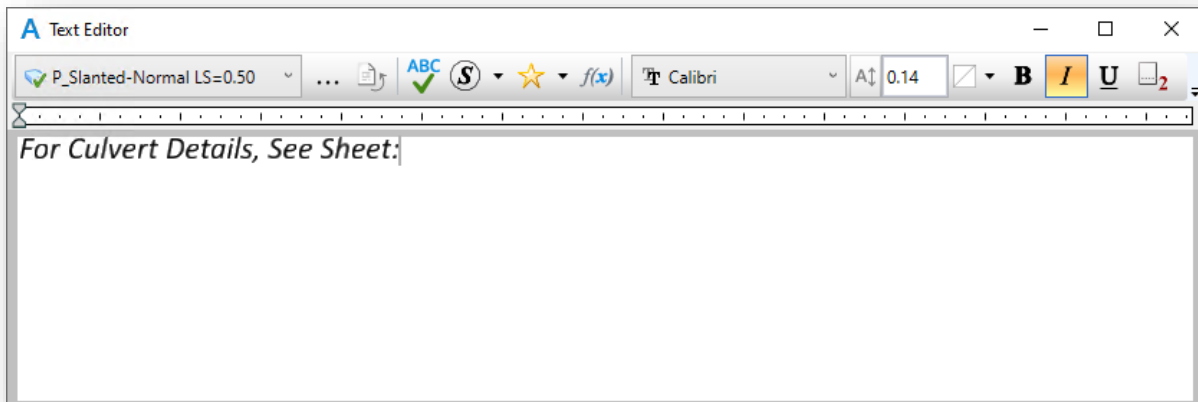 Text Editor
P_Slanted-Normal LS=0.50 ... ABC S f(x) Calibri 0.14 B I U 2
For Culvert Details, See Sheet: